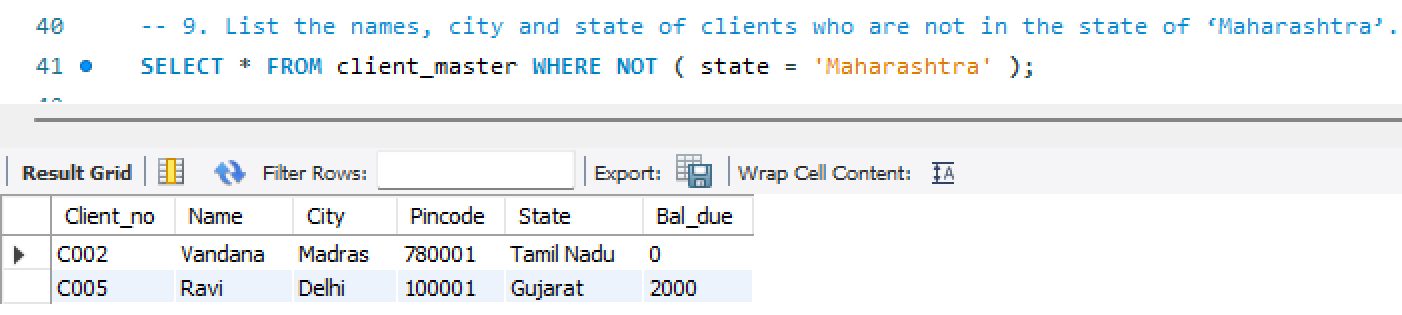 40 -- 9. List the names, city and state of clients who are not in the state of ‘Maharashtra’.
41 SELECT * FROM client_master WHERE NOT ( state = 'Maharashtra' );
Result Grid Filter Rows: Export: Wrap Cell Content:
Client_no Name City Pincode State Bal_due
C002 Vandana Madras 780001 Tamil Nadu 0
C005 Ravi Delhi 100001 Gujarat 2000